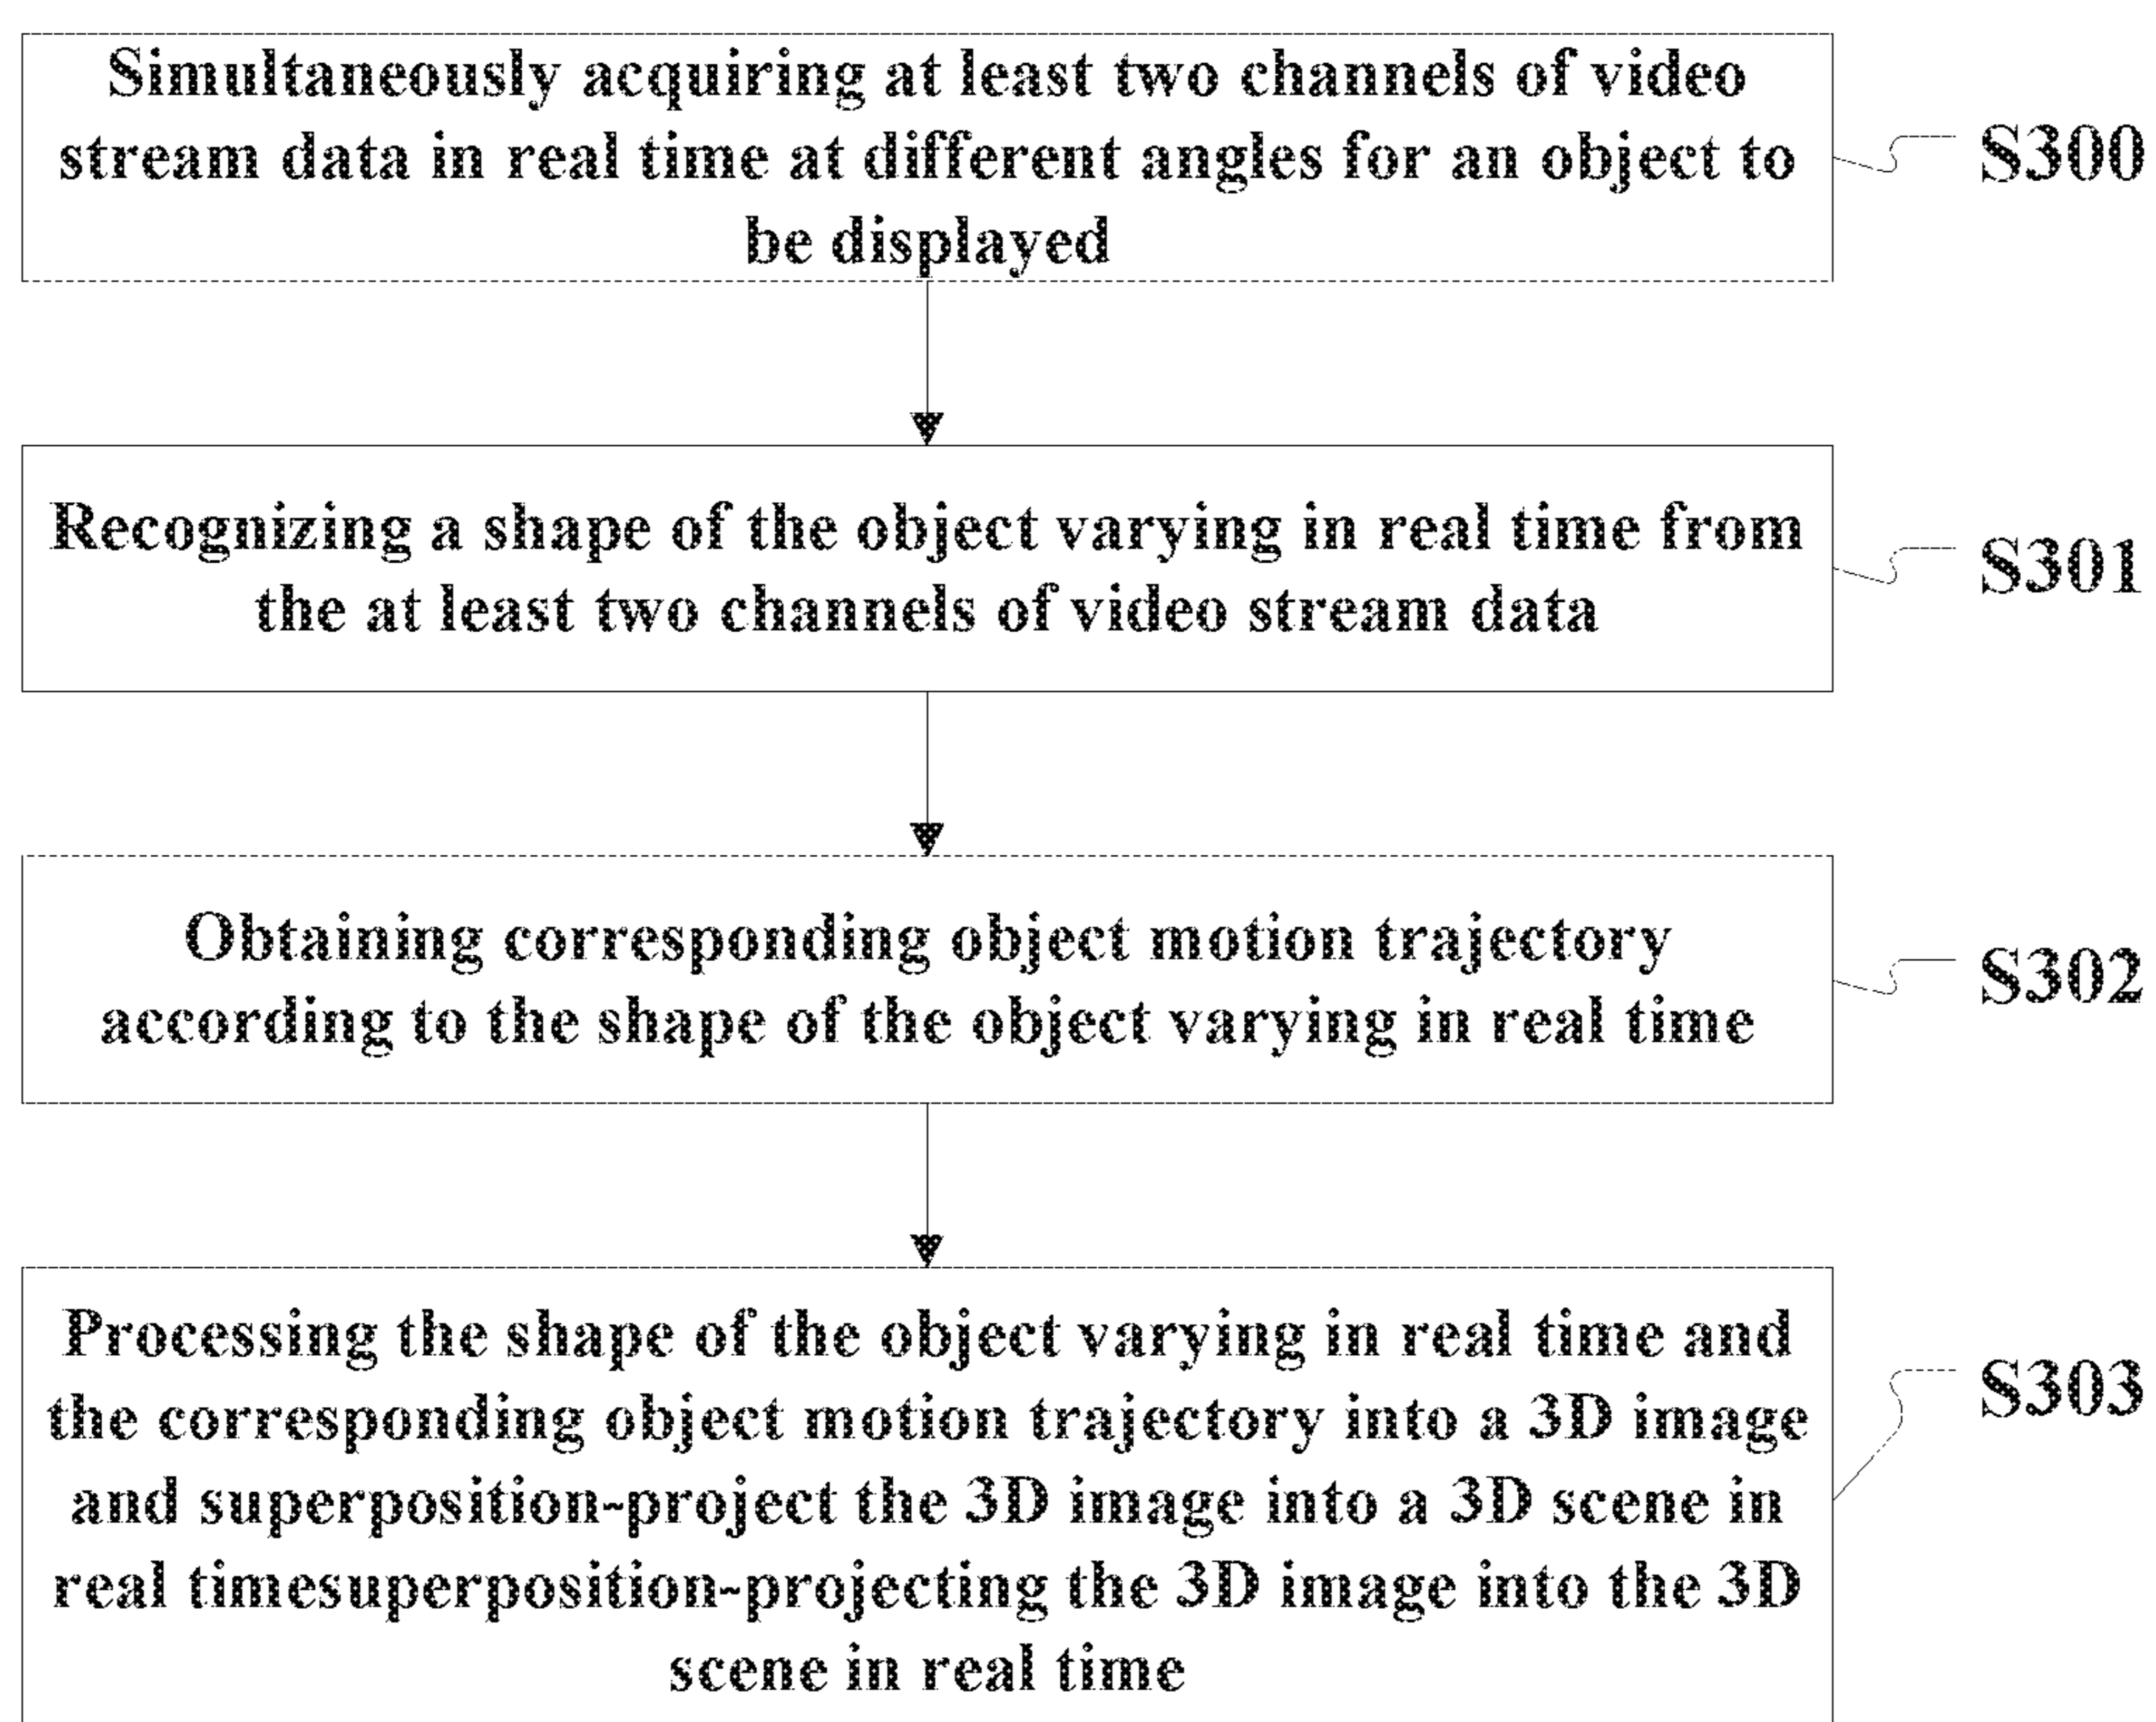 Simultaneously acquiring at least two channels of video
stream data in real time at different angles for an object to
be displayed
S300
Recognizing a shape of the object varying in real time from
the at least two channels of video stream data
S301
Obtaining corresponding object motion trajectory
according to the shape of the object varying in real time
S302
Processing the shape of the object varying in real time and
the corresponding object motion trajectory into a 3D image
and superposition-project the 3D image into a 3D scene in
real timesuperposition-projecting the 3D image into the 3D
scene in real time
S303